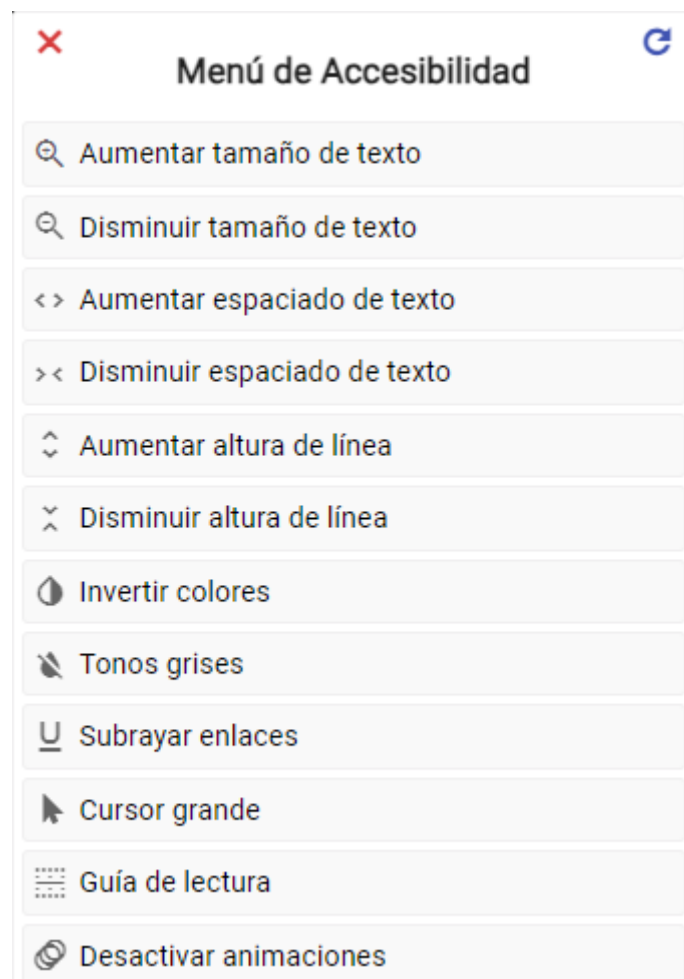 Menú de Accesibilidad
Aumentar tamaño de texto
Disminuir tamaño de texto
Aumentar espaciado de texto
Disminuir espaciado de texto
Aumentar altura de línea
Disminuir altura de línea
Invertir colores
Tonos grises
Subrayar enlaces
Cursor grande
Guía de lectura
Desactivar animaciones